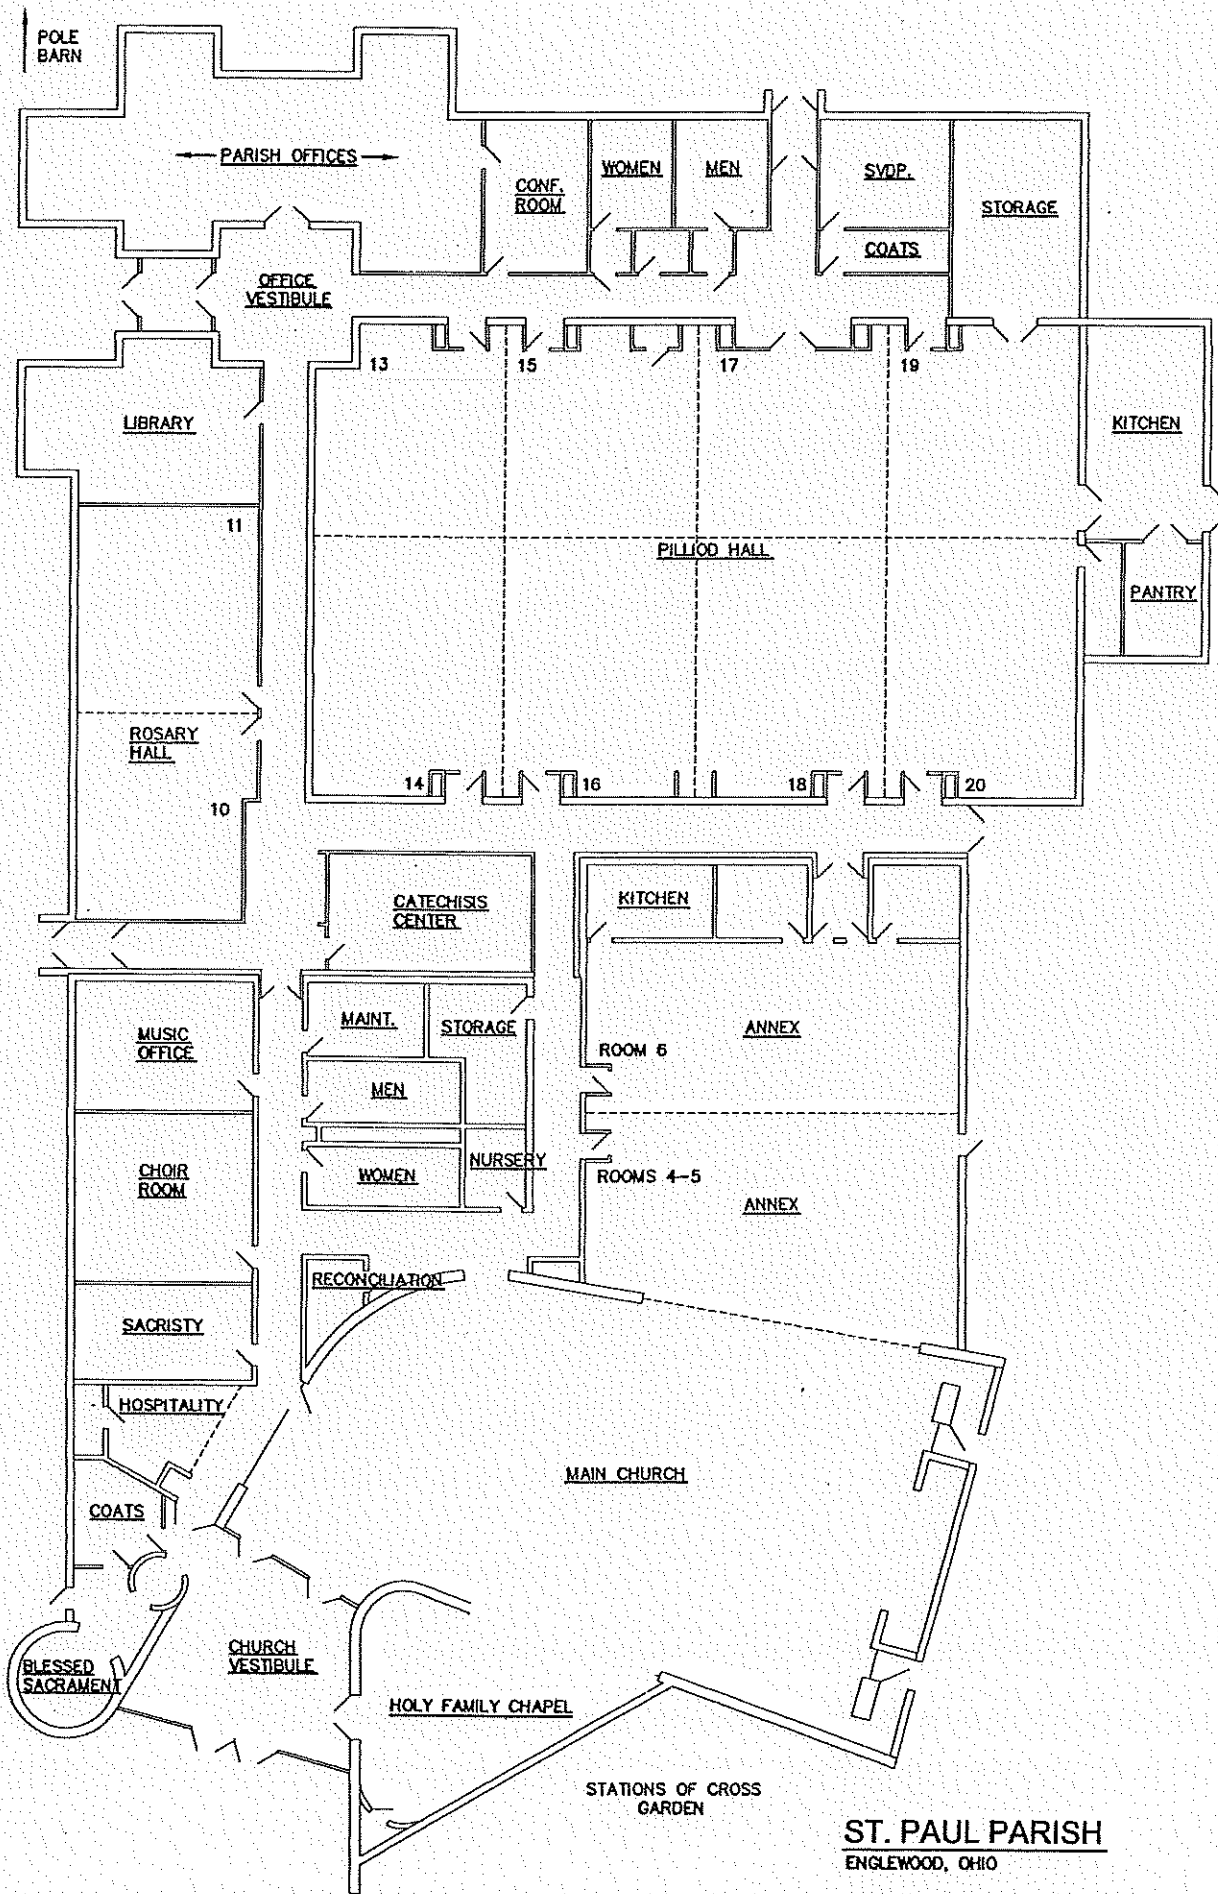 POLE
BARN
PARISH OFFICES
CONF.
ROOM
WOMEN
MEN
SVDP.
COATS
STORAGE
OFFICE
VESTIBULE
13
15
17
19
LIBRARY
KITCHEN
11
PILLIOD HALL
PANTRY
ROSARY
HALL
10
14
16
18
20
CATECHISIS
CENTER
KITCHEN
MUSIC
OFFICE
MAINT.
STORAGE
ANNEX
ROOM 6
MEN
CHOIR
ROOM
WOMEN
NURSERY
ROOMS 4-5
ANNEX
RECONCILIATION
SACRISTY
HOSPITALITY
MAIN CHURCH
COATS
CHURCH
VESTIBULE
BLESSED
SACRAMENT
HOLY FAMILY CHAPEL
STATIONS OF CROSS
GARDEN
ST. PAUL PARISH
ENGLEWOOD, OHIO